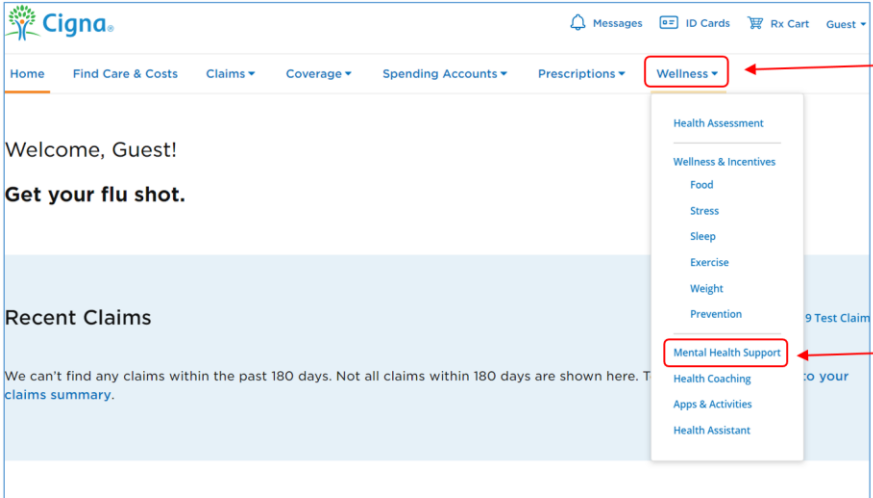 Cigna®
Messages ID Cards Rx Cart Guest
Home Find Care & Costs Claims Coverage Spending Accounts Prescriptions Wellness
Welcome, Guest!
Get your flu shot.
Recent Claims
9 Test Claim
We can't find any claims within the past 180 days. Not all claims within 180 days are shown here. T o your
claims summary.
Health Assessment
Wellness & Incentives
Food
Stress
Sleep
Exercise
Weight
Prevention
Mental Health Support
Health Coaching
Apps & Activities
Health Assistant